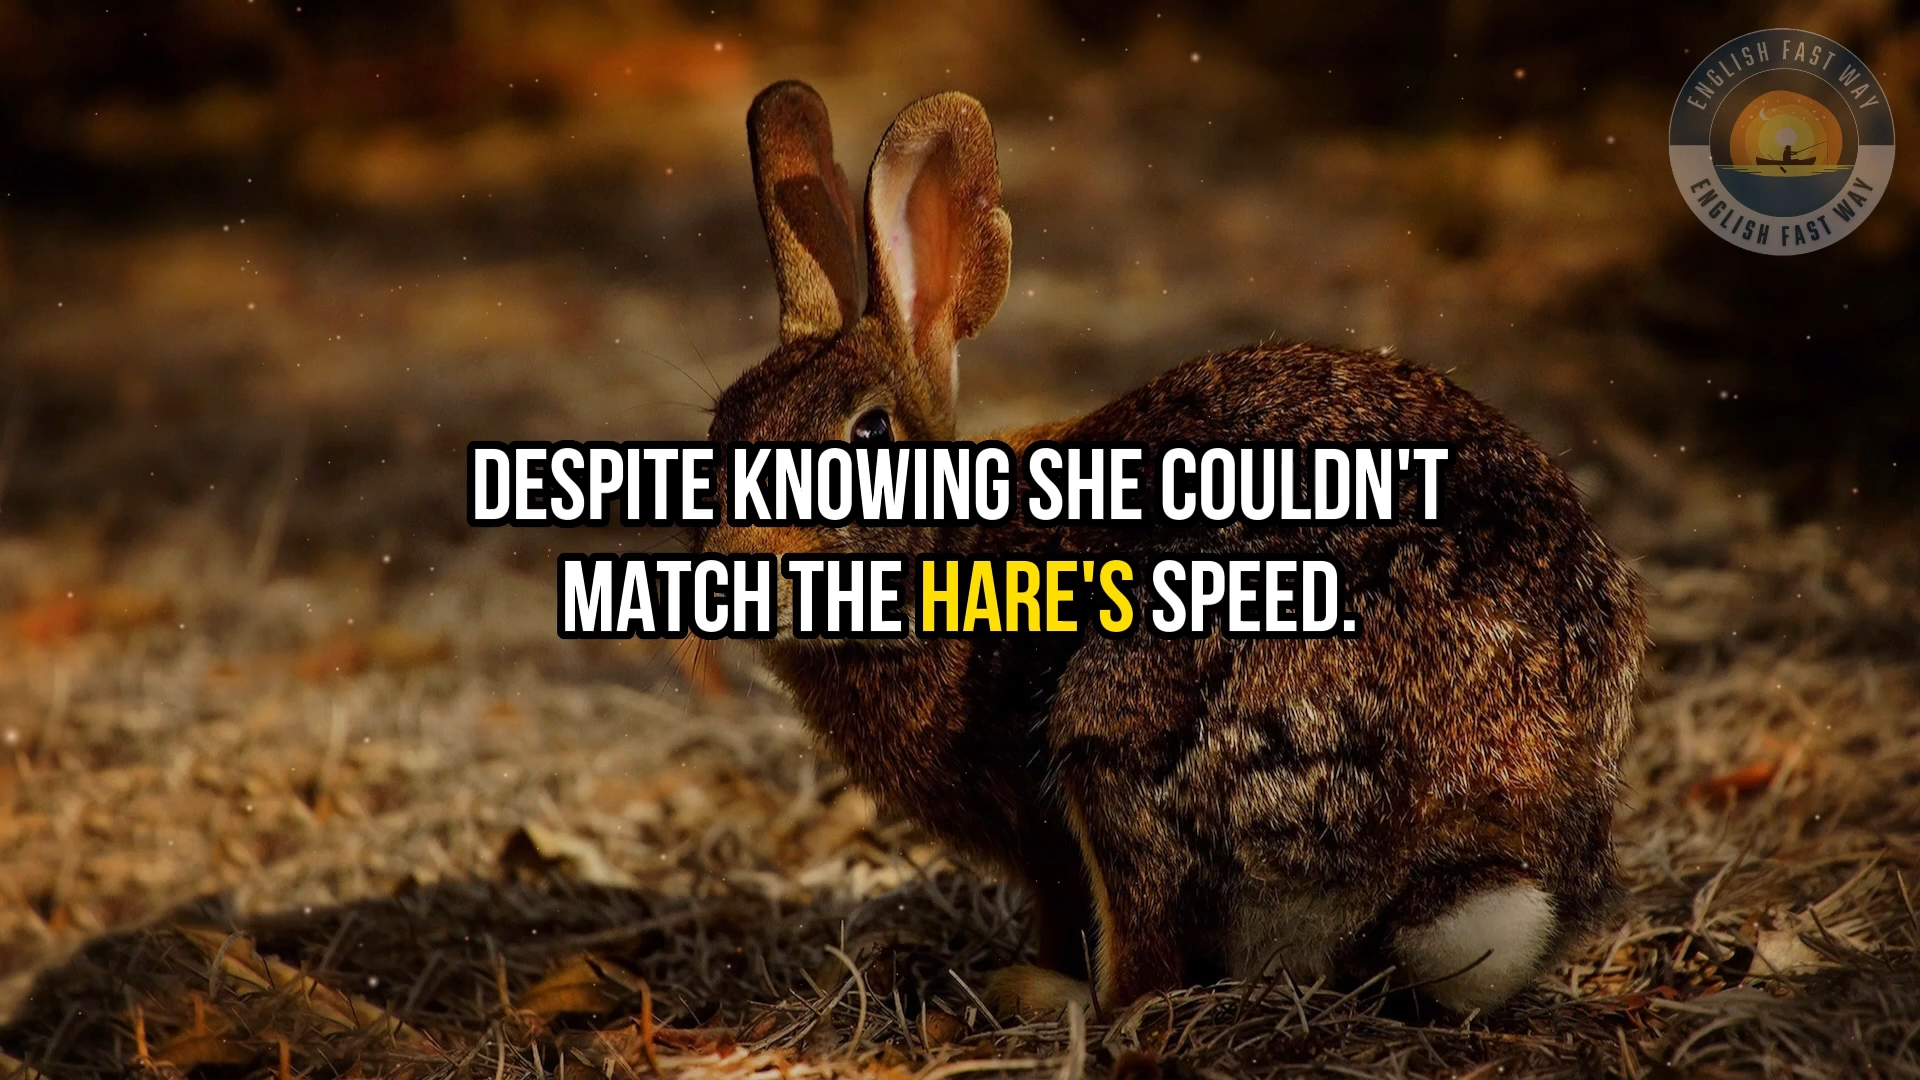 ENGLISH FAST WAY
ENGLISH FAST WAY
DESPITE KNOWING SHE COULDN'T
MATCH THE HARE'S SPEED.